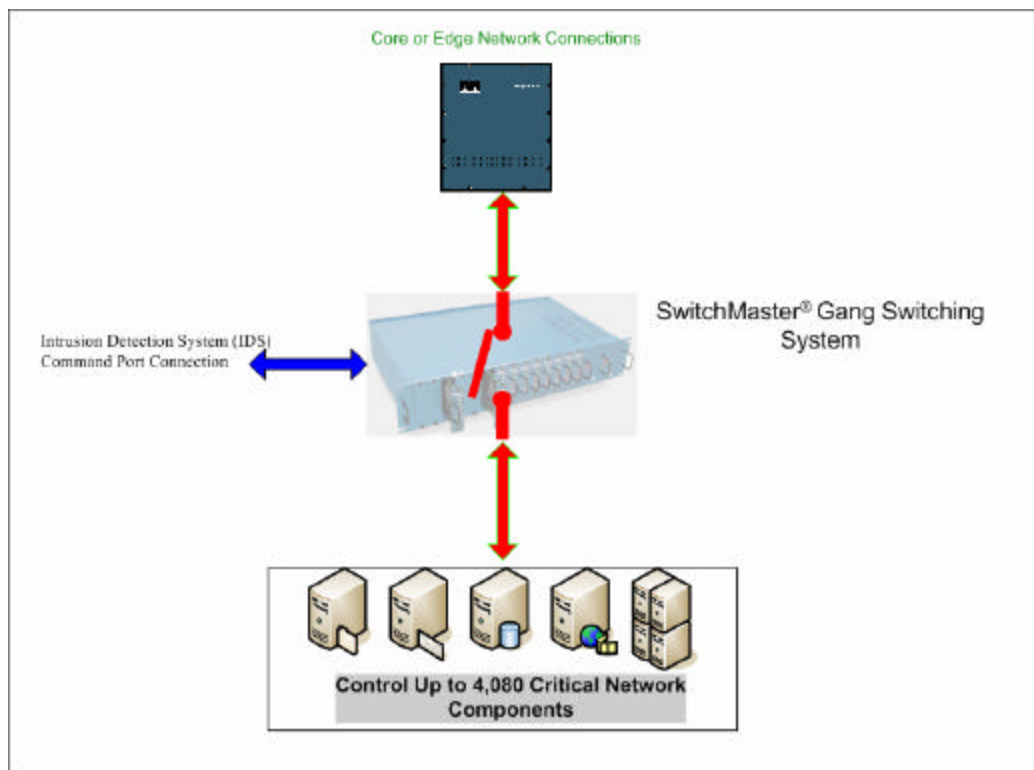 Core or Edge Network Connections
SwitchMaster® Gang Switching
System
Intrusion Detection System (IDS)
Command Port Connection
Control Up to 4,080 Critical Network
Components